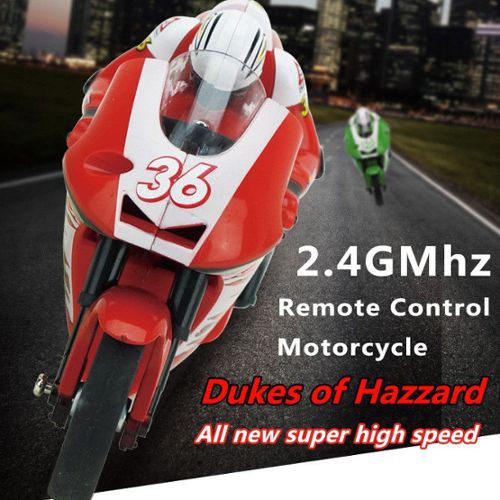 36
2.4GMhz
Remote Control
Motorcycle
Dukes of Hazzard
All new super high speed